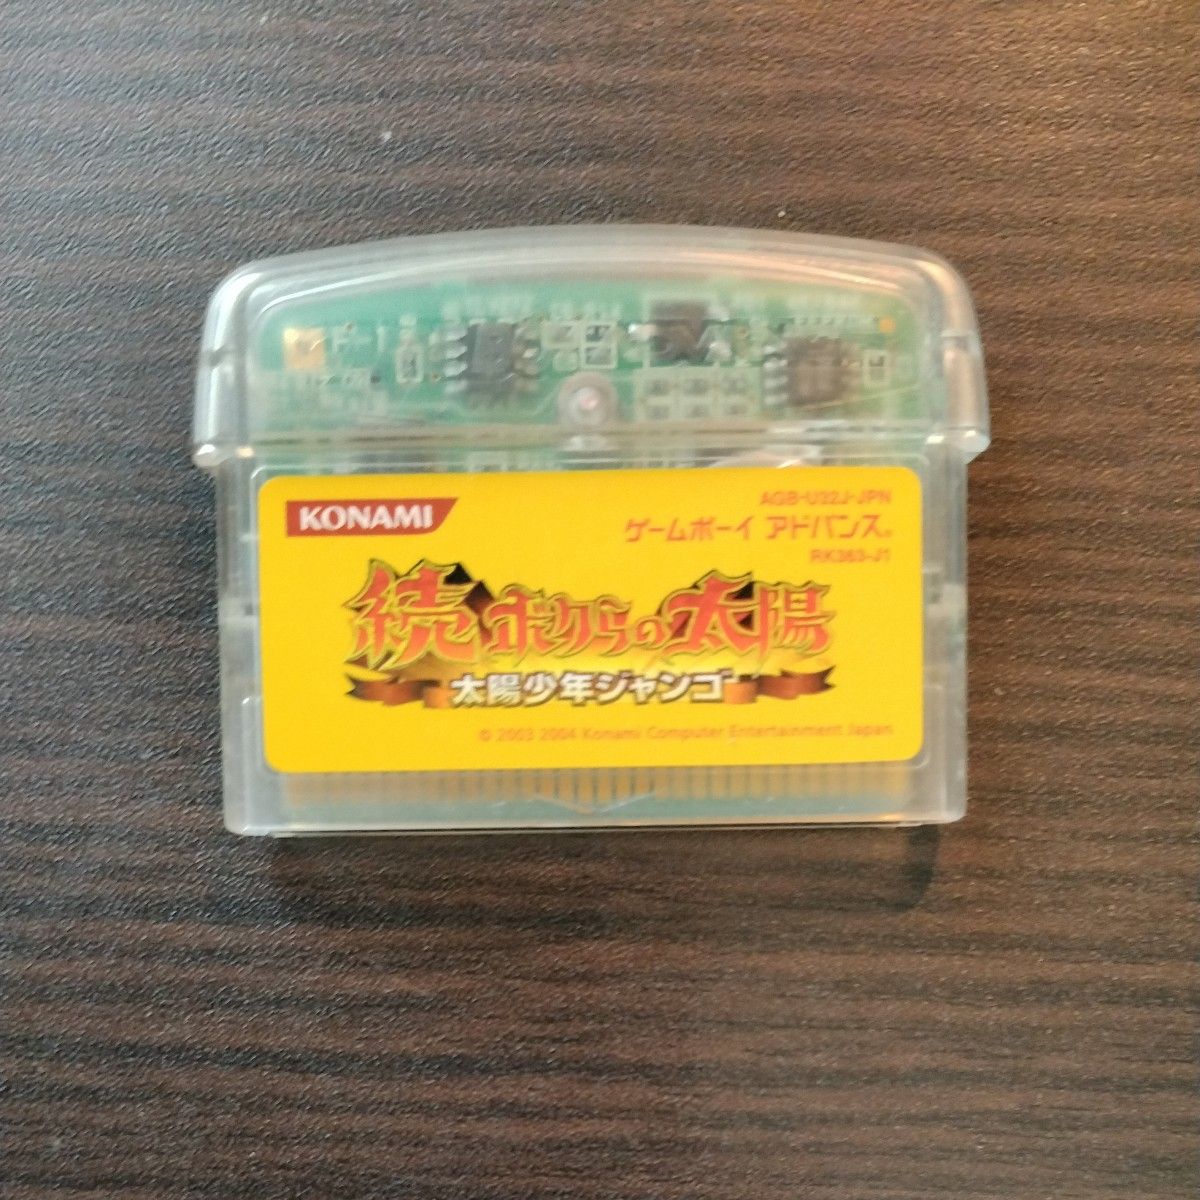 KONAMI
AGB-U32J-JPN
ゲームボーイ アドバンス®
RK363-J1
続ボクらの太陽
太陽少年ジャンゴ
© 2003 2004 Konami Computer Entertainment Japan